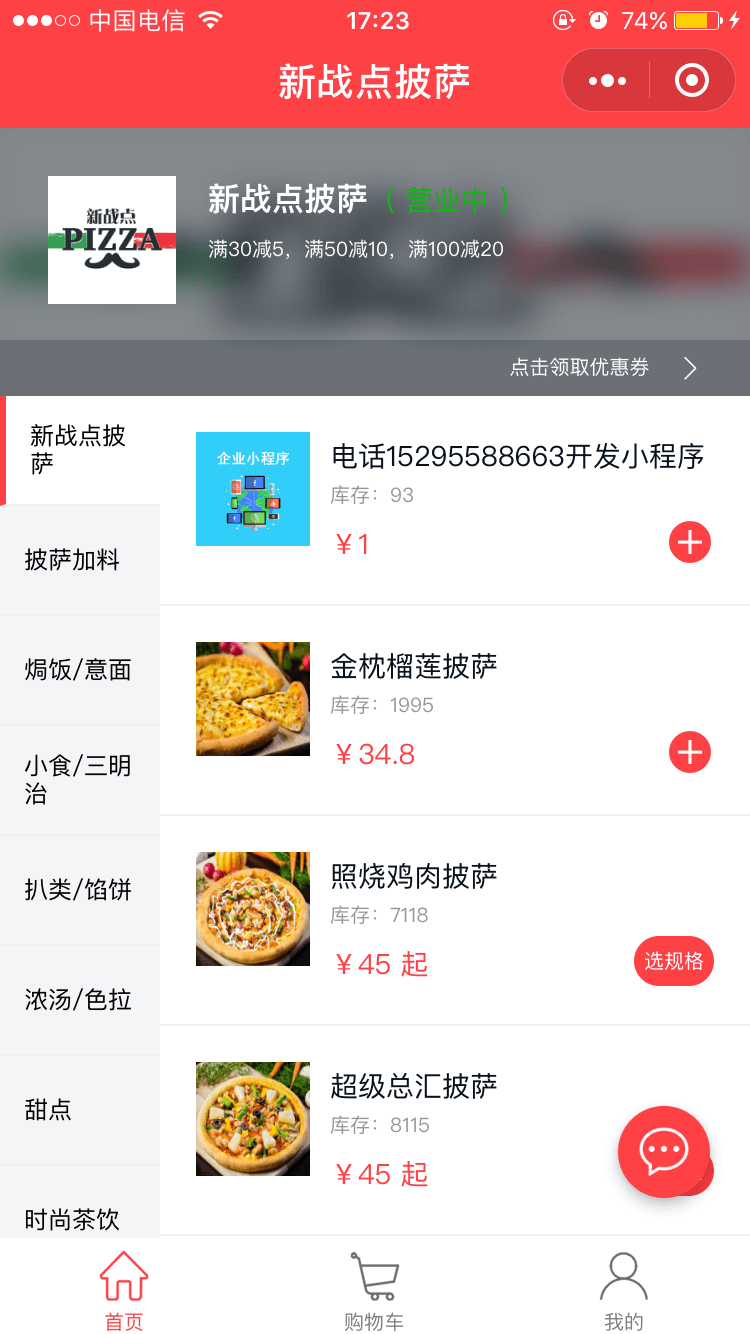 中国电信
17:23
74%
新战点披萨
新战点
PIZZA
新战点披萨 ( 营业中 )
满30减5，满50减10，满100减20
点击领取优惠券
新战点披
萨
披萨加料
焗饭/意面
小食/三明
治
扒类/馅饼
浓汤/色拉
甜点
时尚茶饮
企业小程序
电话15295588663开发小程序
库存：93
￥1
金枕榴莲披萨
库存：1995
￥34.8
照烧鸡肉披萨
库存：7118
￥45 起
选规格
超级总汇披萨
库存：8115
￥45 起
首页
购物车
我的